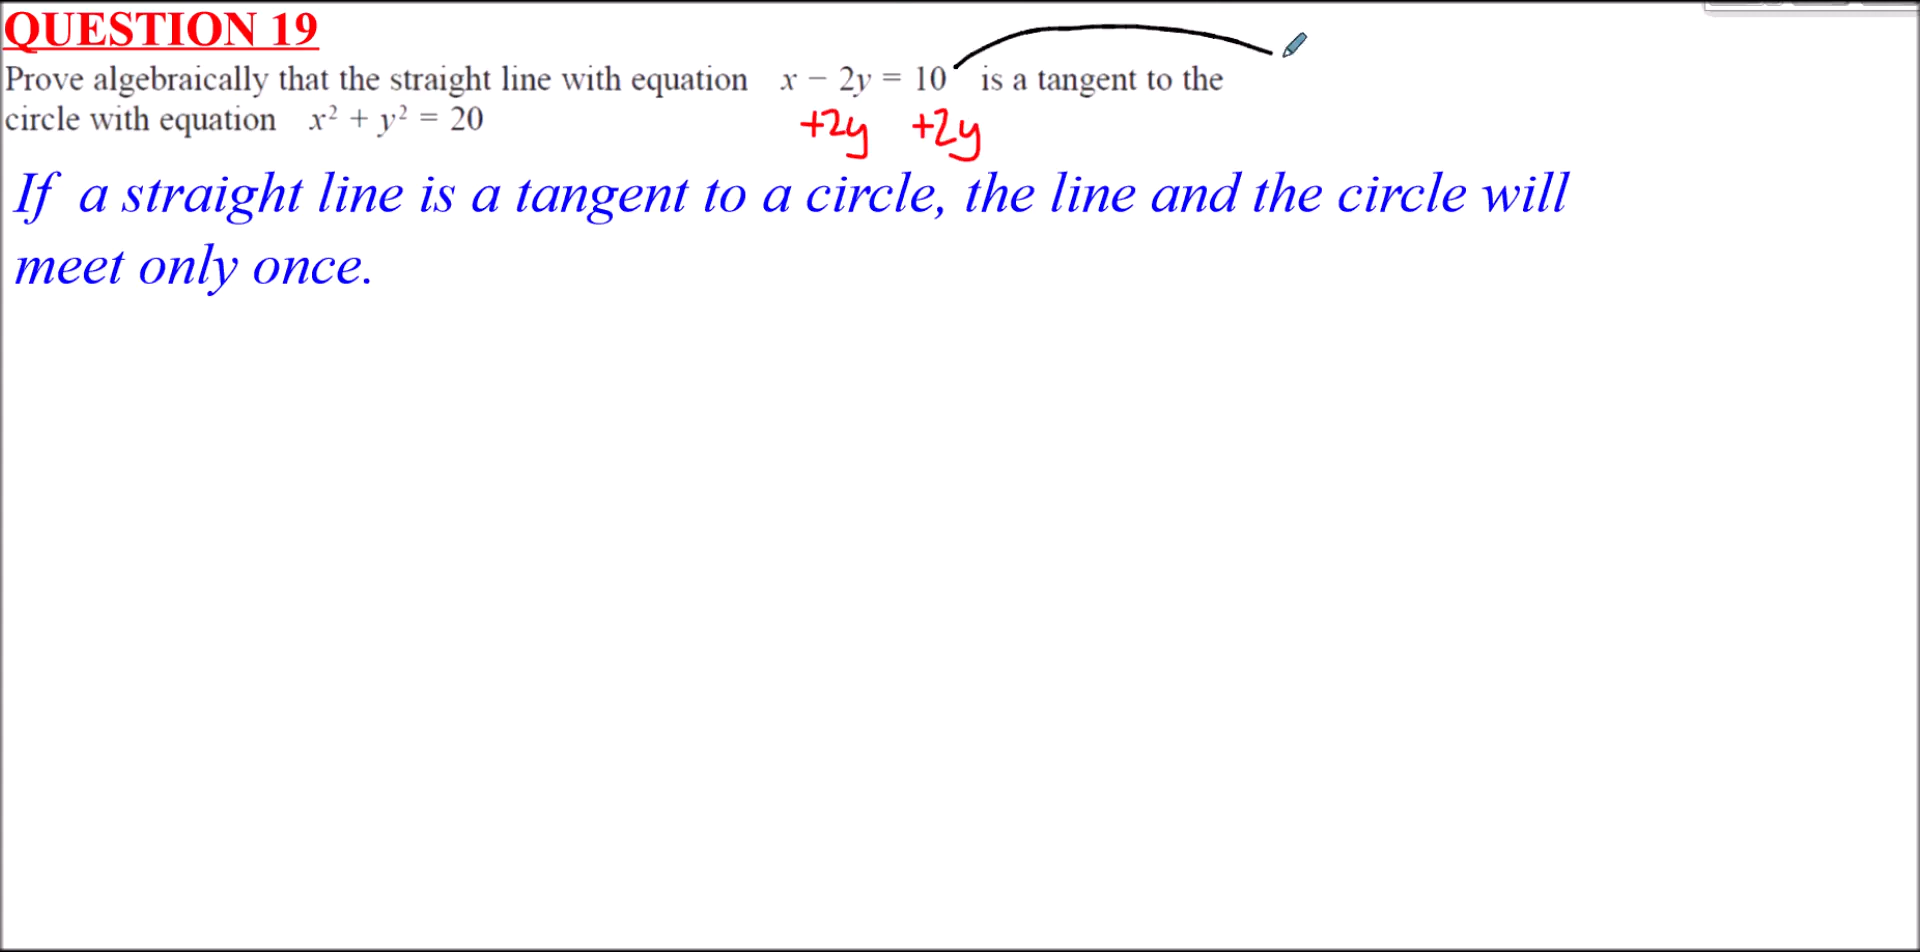 QUESTION 19
Prove algebraically that the straight line with equation x − 2y = 10 is a tangent to the
circle with equation x² + y² = 20
+2y +2y
If a straight line is a tangent to a circle, the line and the circle will
meet only once.